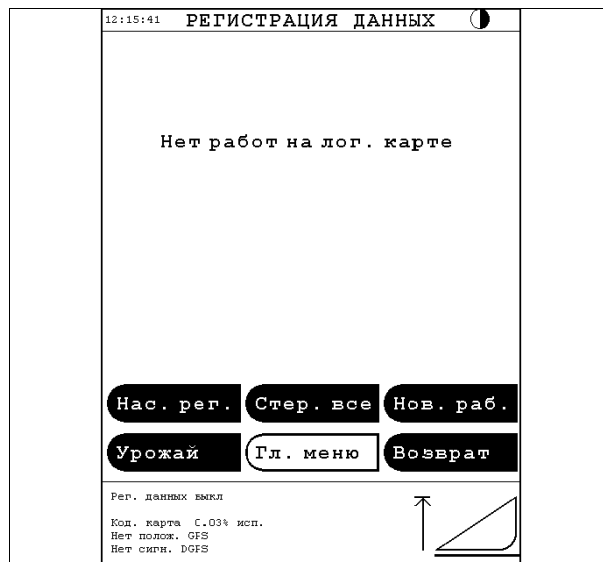 12:15:41 РЕГИСТРАЦИЯ ДАННЫХ
Нет работ на лог. карте
Нас. рег. Стер. все Нов. раб.
Урожай Гл. меню Возврат
Рег. данных выкл
Код. карта 0.03% исп.
Нет полож. GPS
Нет сигн. DGPS